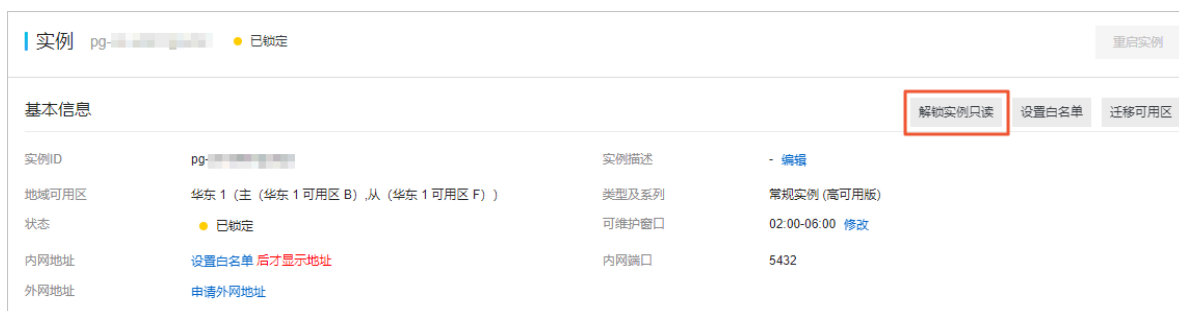 实例 pg- 已锁定 重启实例
基本信息 解锁实例只读 设置白名单 迁移可用区
实例ID pg- 实例描述 - 编辑
地域可用区 华东 1（主（华东 1 可用区 B）,从（华东 1 可用区 F）） 类型及系列 常规实例 (高可用版)
状态 已锁定 可维护窗口 02:00-06:00 修改
内网地址 设置白名单 后才显示地址 内网端口 5432
外网地址 申请外网地址